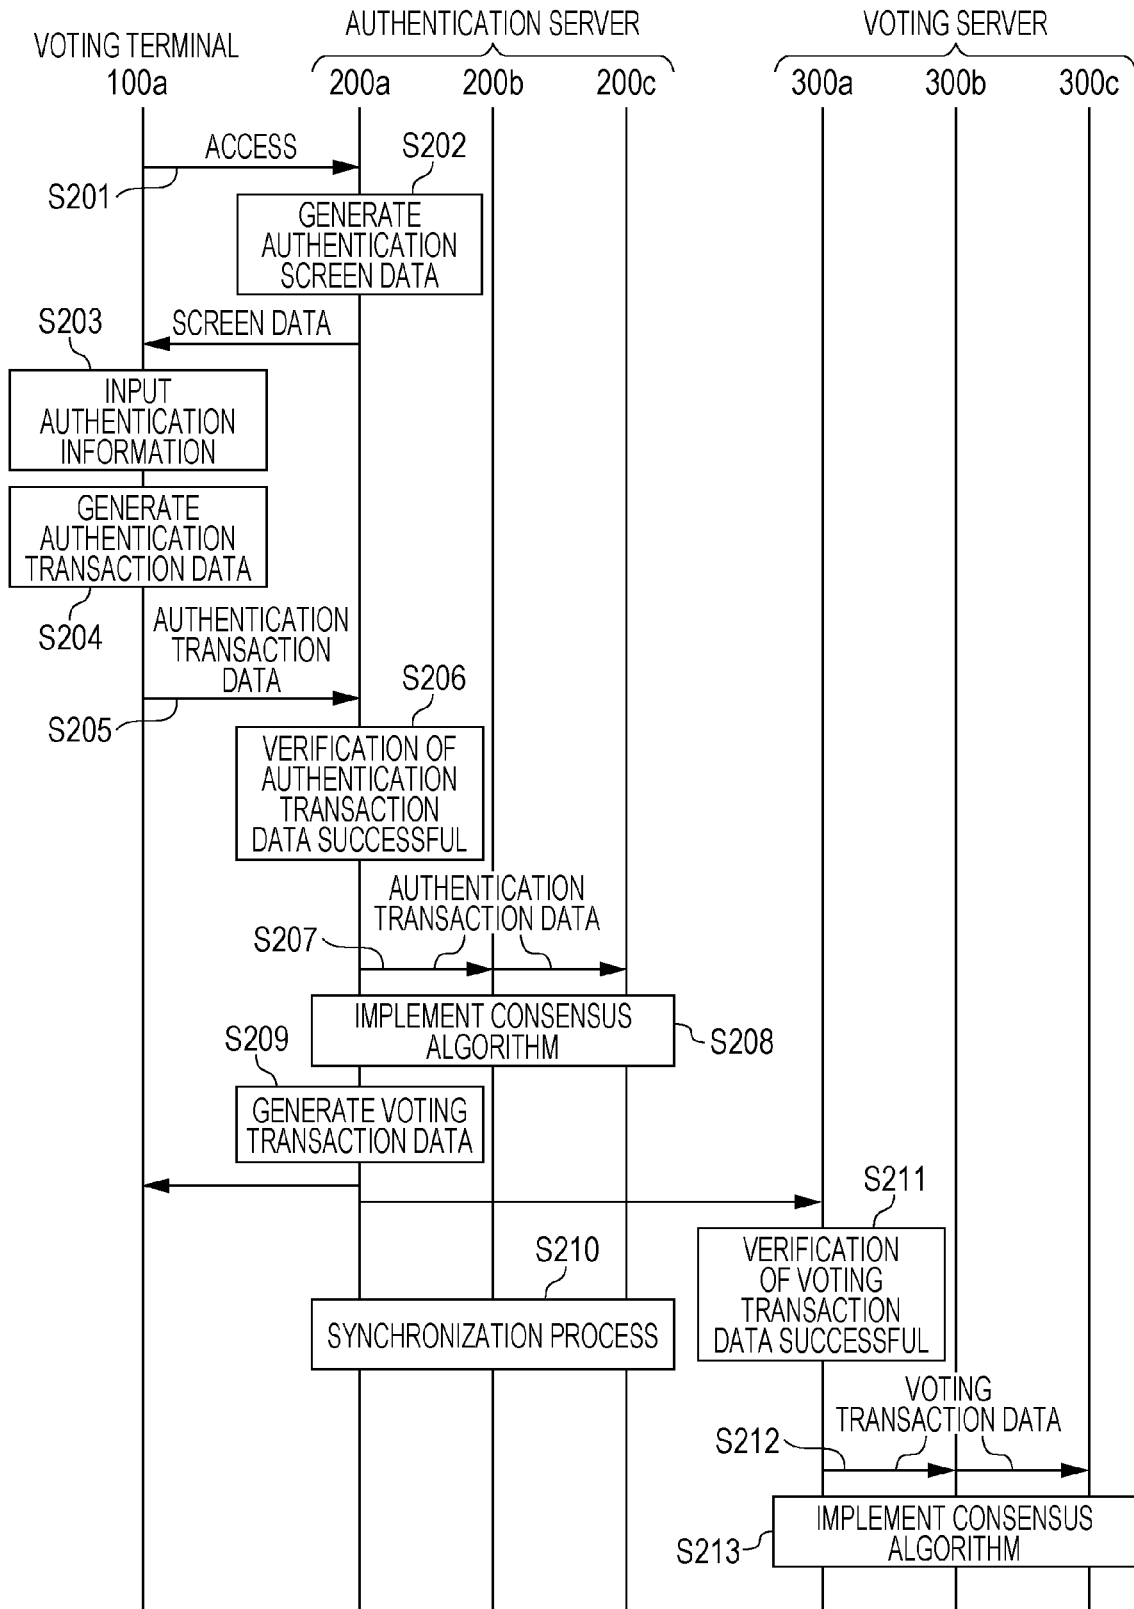 VOTING TERMINAL
100a
AUTHENTICATION SERVER
200a 200b 200c
VOTING SERVER
300a 300b 300c
ACCESS
S201
S202
GENERATE
AUTHENTICATION
SCREEN DATA
SCREEN DATA
S203
INPUT
AUTHENTICATION
INFORMATION
GENERATE
AUTHENTICATION
TRANSACTION DATA
S204
AUTHENTICATION
TRANSACTION
DATA
S205
S206
VERIFICATION OF
AUTHENTICATION
TRANSACTION
DATA SUCCESSFUL
AUTHENTICATION
TRANSACTION DATA
S207
IMPLEMENT CONSENSUS
ALGORITHM
S208
S209
GENERATE VOTING
TRANSACTION DATA
S211
VERIFICATION
OF VOTING
TRANSACTION
DATA SUCCESSFUL
S210
SYNCHRONIZATION PROCESS
VOTING
TRANSACTION DATA
S212
IMPLEMENT CONSENSUS
ALGORITHM
S213